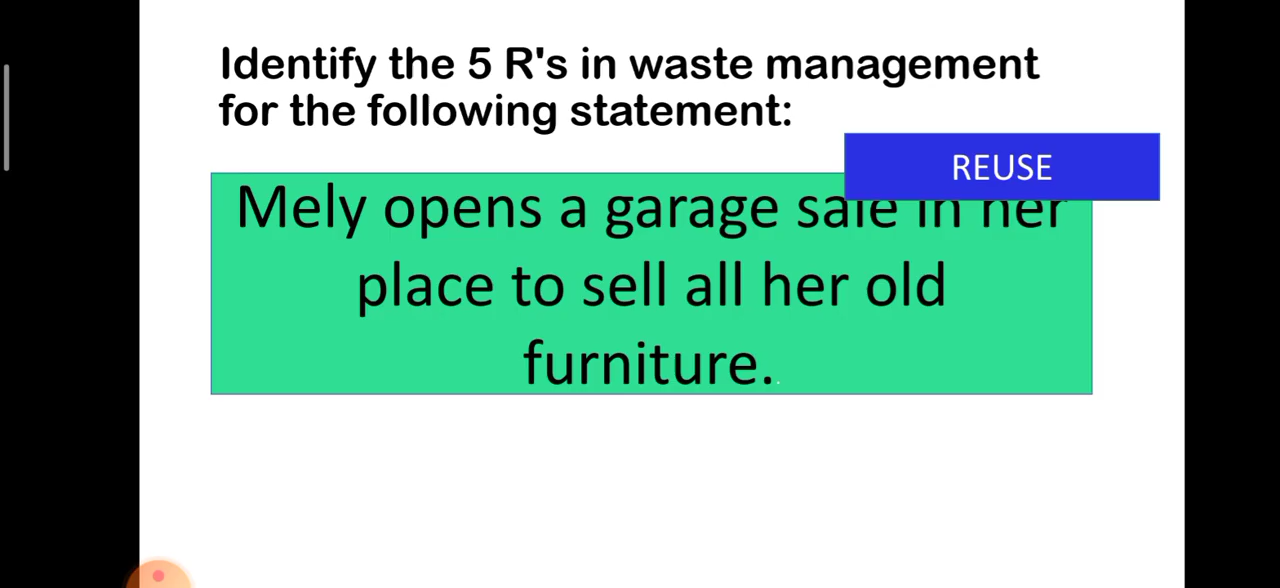 Identify the 5 R's in waste management
for the following statement:
REUSE
Mely opens a garage sale in her
place to sell all her old
furniture.